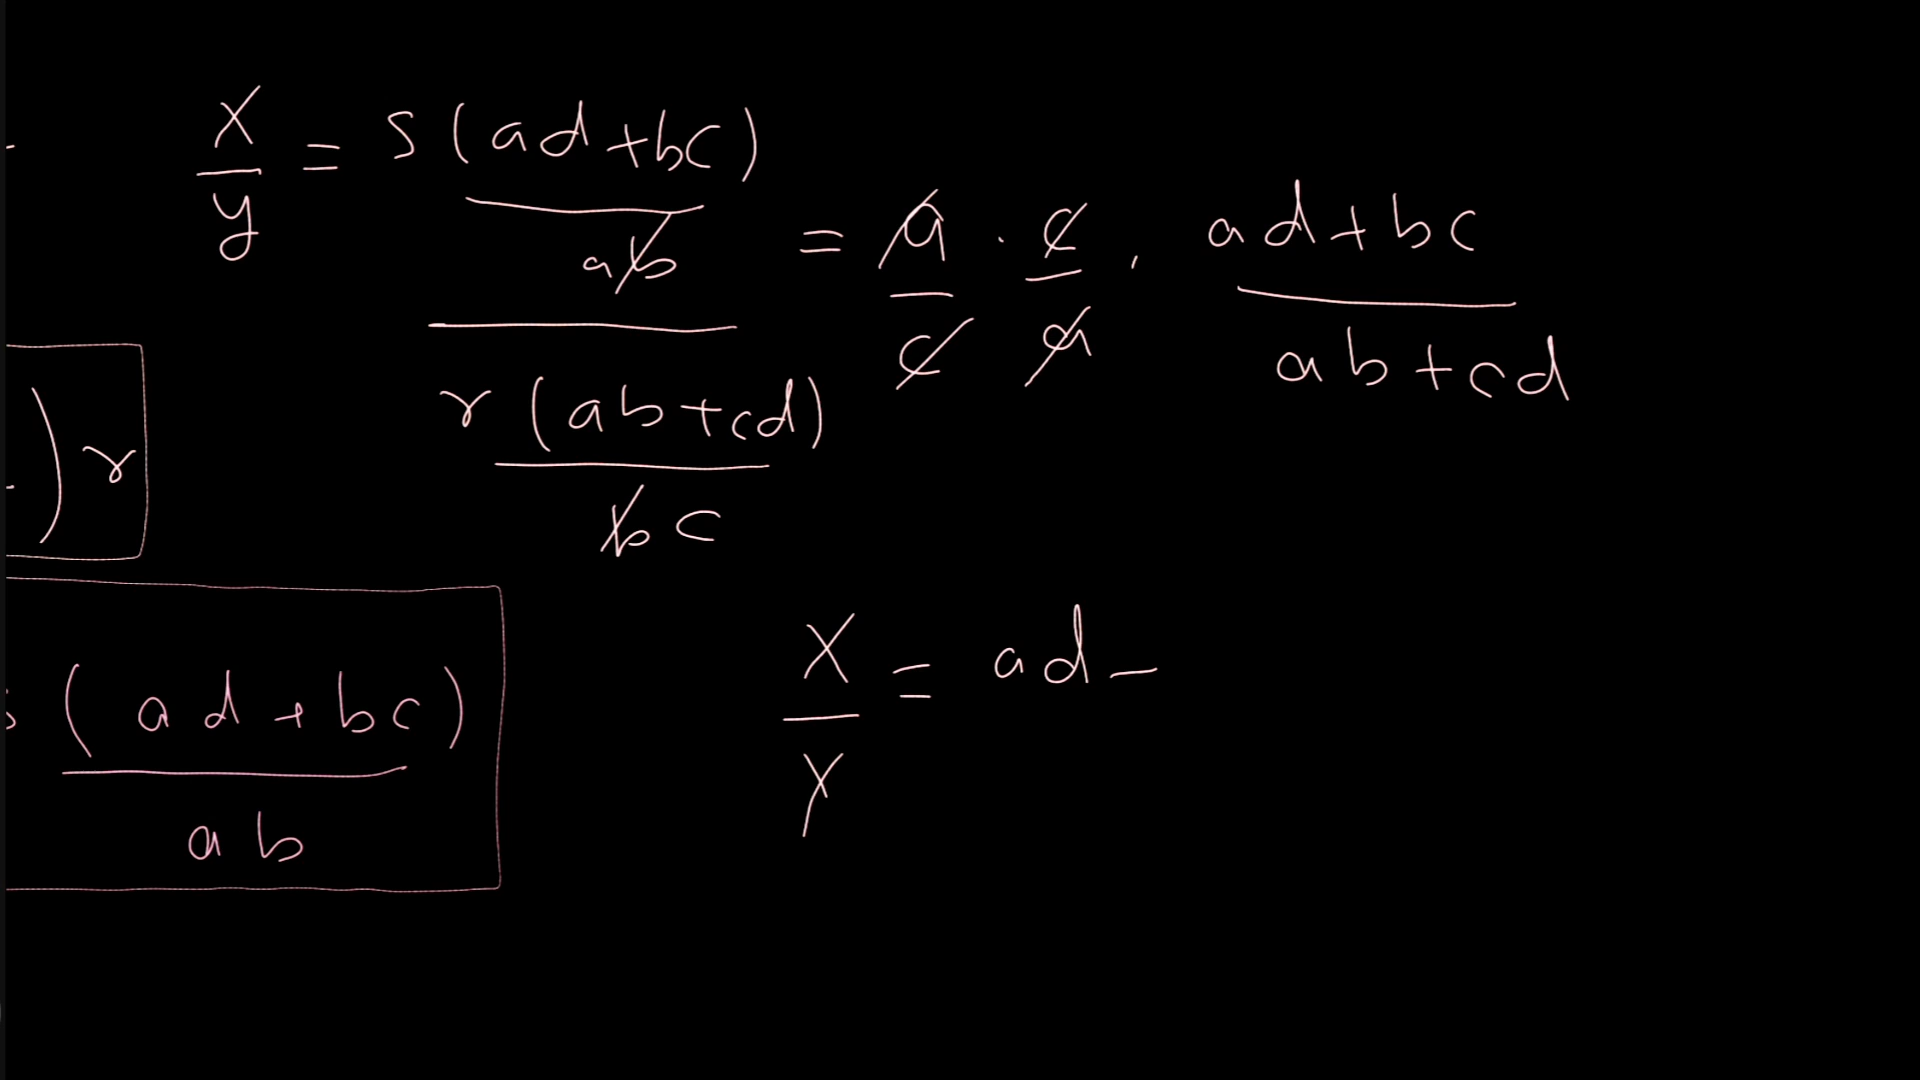 x/y = (s(ad+bc)/ab)/(r(ab+cd)/bc) = a/c · c/a · (ad+bc)/(ab+cd)
) r
(ad+bc)/ab
x/y = ad –